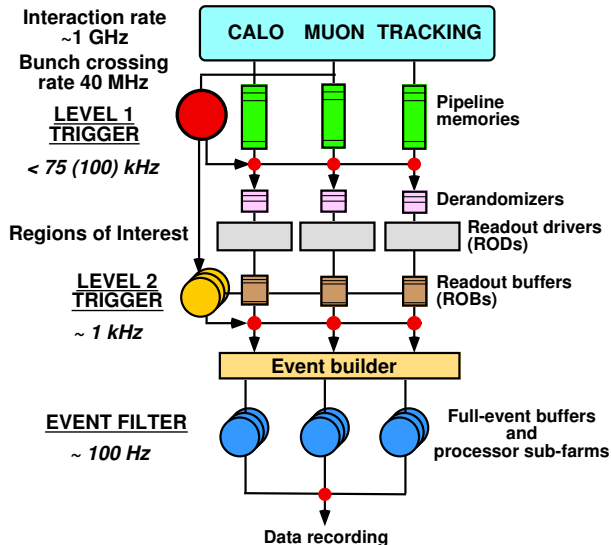 Interaction rate
~1 GHz
CALO MUON TRACKING
Bunch crossing
rate 40 MHz
Pipeline
memories
LEVEL 1
TRIGGER
< 75 (100) kHz
Derandomizers
Regions of Interest
Readout drivers
(RODs)
LEVEL 2
TRIGGER
Readout buffers
(ROBs)
~ 1 kHz
Event builder
EVENT FILTER
Full-event buffers
and
processor sub-farms
~ 100 Hz
Data recording